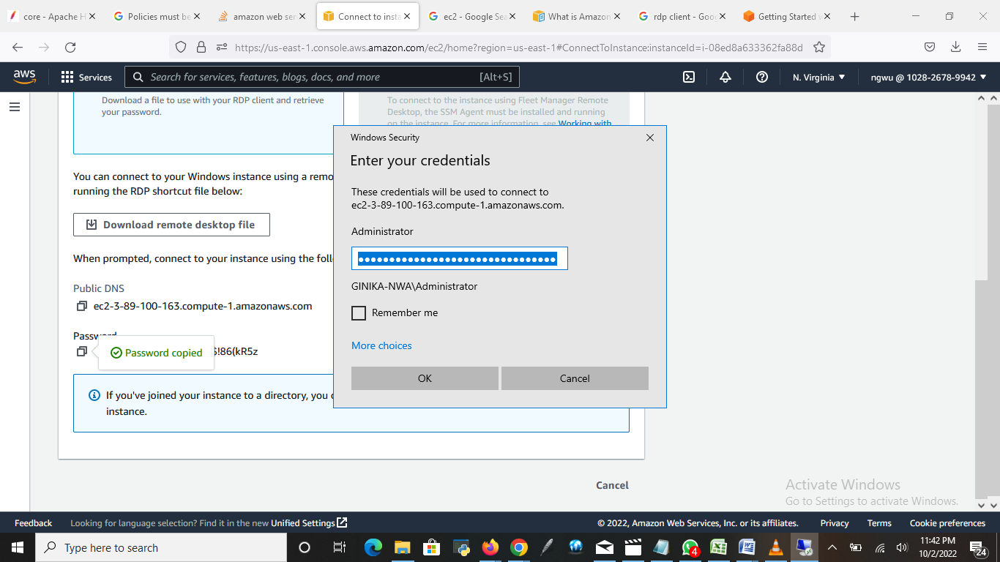 core - Apache H
Policies must be
amazon web ser
Connect to insta
ec2 - Google Sea
What is Amazon
rdp client - Goog
Getting Started w
https://us-east-1.console.aws.amazon.com/ec2/home?region=us-east-1#ConnectToInstance:instanceId=i-08ed8a633362fa88d
aws
Services
Search for services, features, blogs, docs, and more
[Alt+S]
N. Virginia
ngwu @ 1028-2678-9942
Download a file to use with your RDP client and retrieve
your password.
To connect to the instance using Fleet Manager Remote
Desktop, the SSM Agent must be installed and running
on the instance. For more information, see Working with
You can connect to your Windows instance using a remo
running the RDP shortcut file below:
Download remote desktop file
When prompted, connect to your instance using the foll
Public DNS
ec2-3-89-100-163.compute-1.amazonaws.com
Password
Password copied
$!86(kR5z
If you've joined your instance to a directory, you c
instance.
Windows Security
Enter your credentials
These credentials will be used to connect to
ec2-3-89-100-163.compute-1.amazonaws.com.
Administrator
GINIKA-NWA\Administrator
Remember me
More choices
OK
Cancel
Cancel
Activate Windows
Go to Settings to activate Windows.
Feedback
Looking for language selection? Find it in the new Unified Settings
© 2022, Amazon Web Services, Inc. or its affiliates.
Privacy
Terms
Cookie preferences
Type here to search
4
11:42 PM
10/2/2022
24